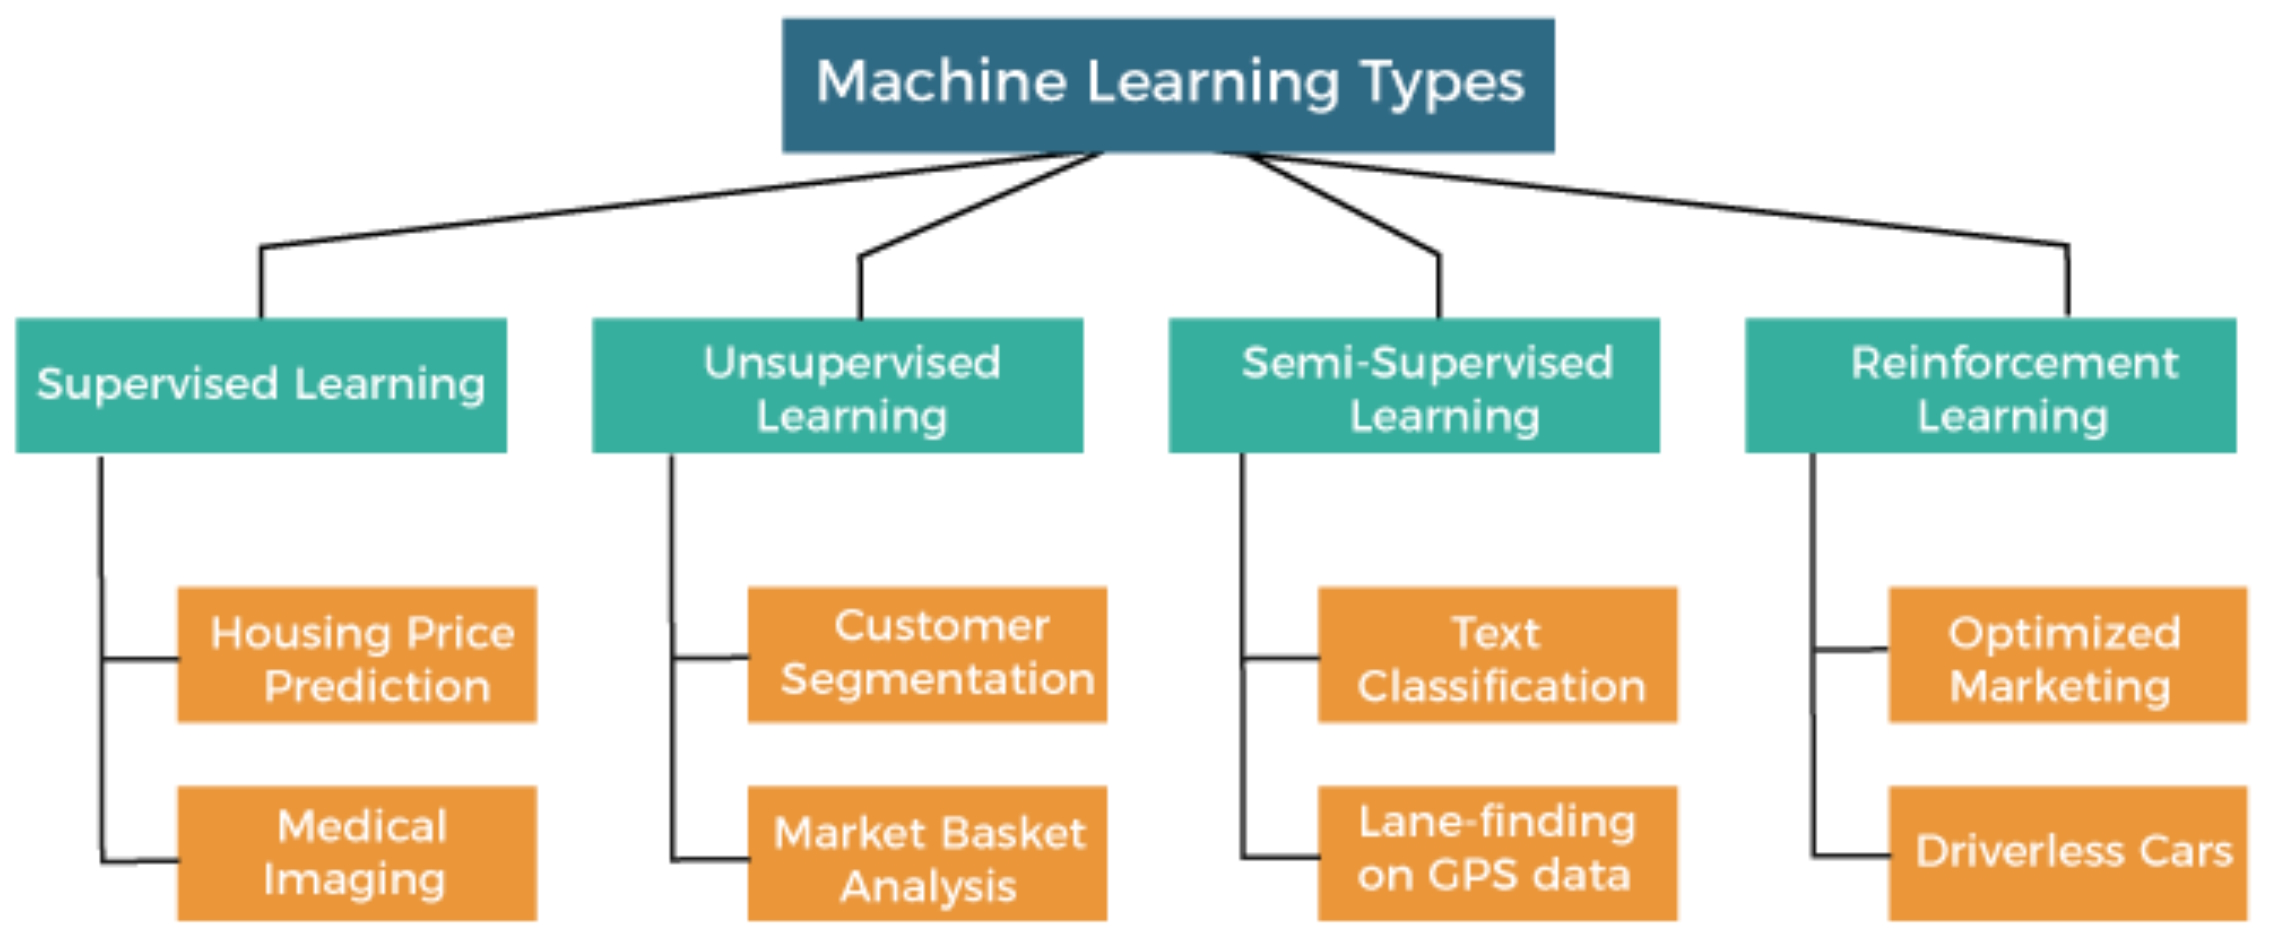 Machine Learning Types
Supervised Learning
Unsupervised
Learning
Semi-Supervised
Learning
Reinforcement
Learning
Housing Price
Prediction
Medical
Imaging
Customer
Segmentation
Market Basket
Analysis
Text
Classification
Lane-finding
on GPS data
Optimized
Marketing
Driverless Cars